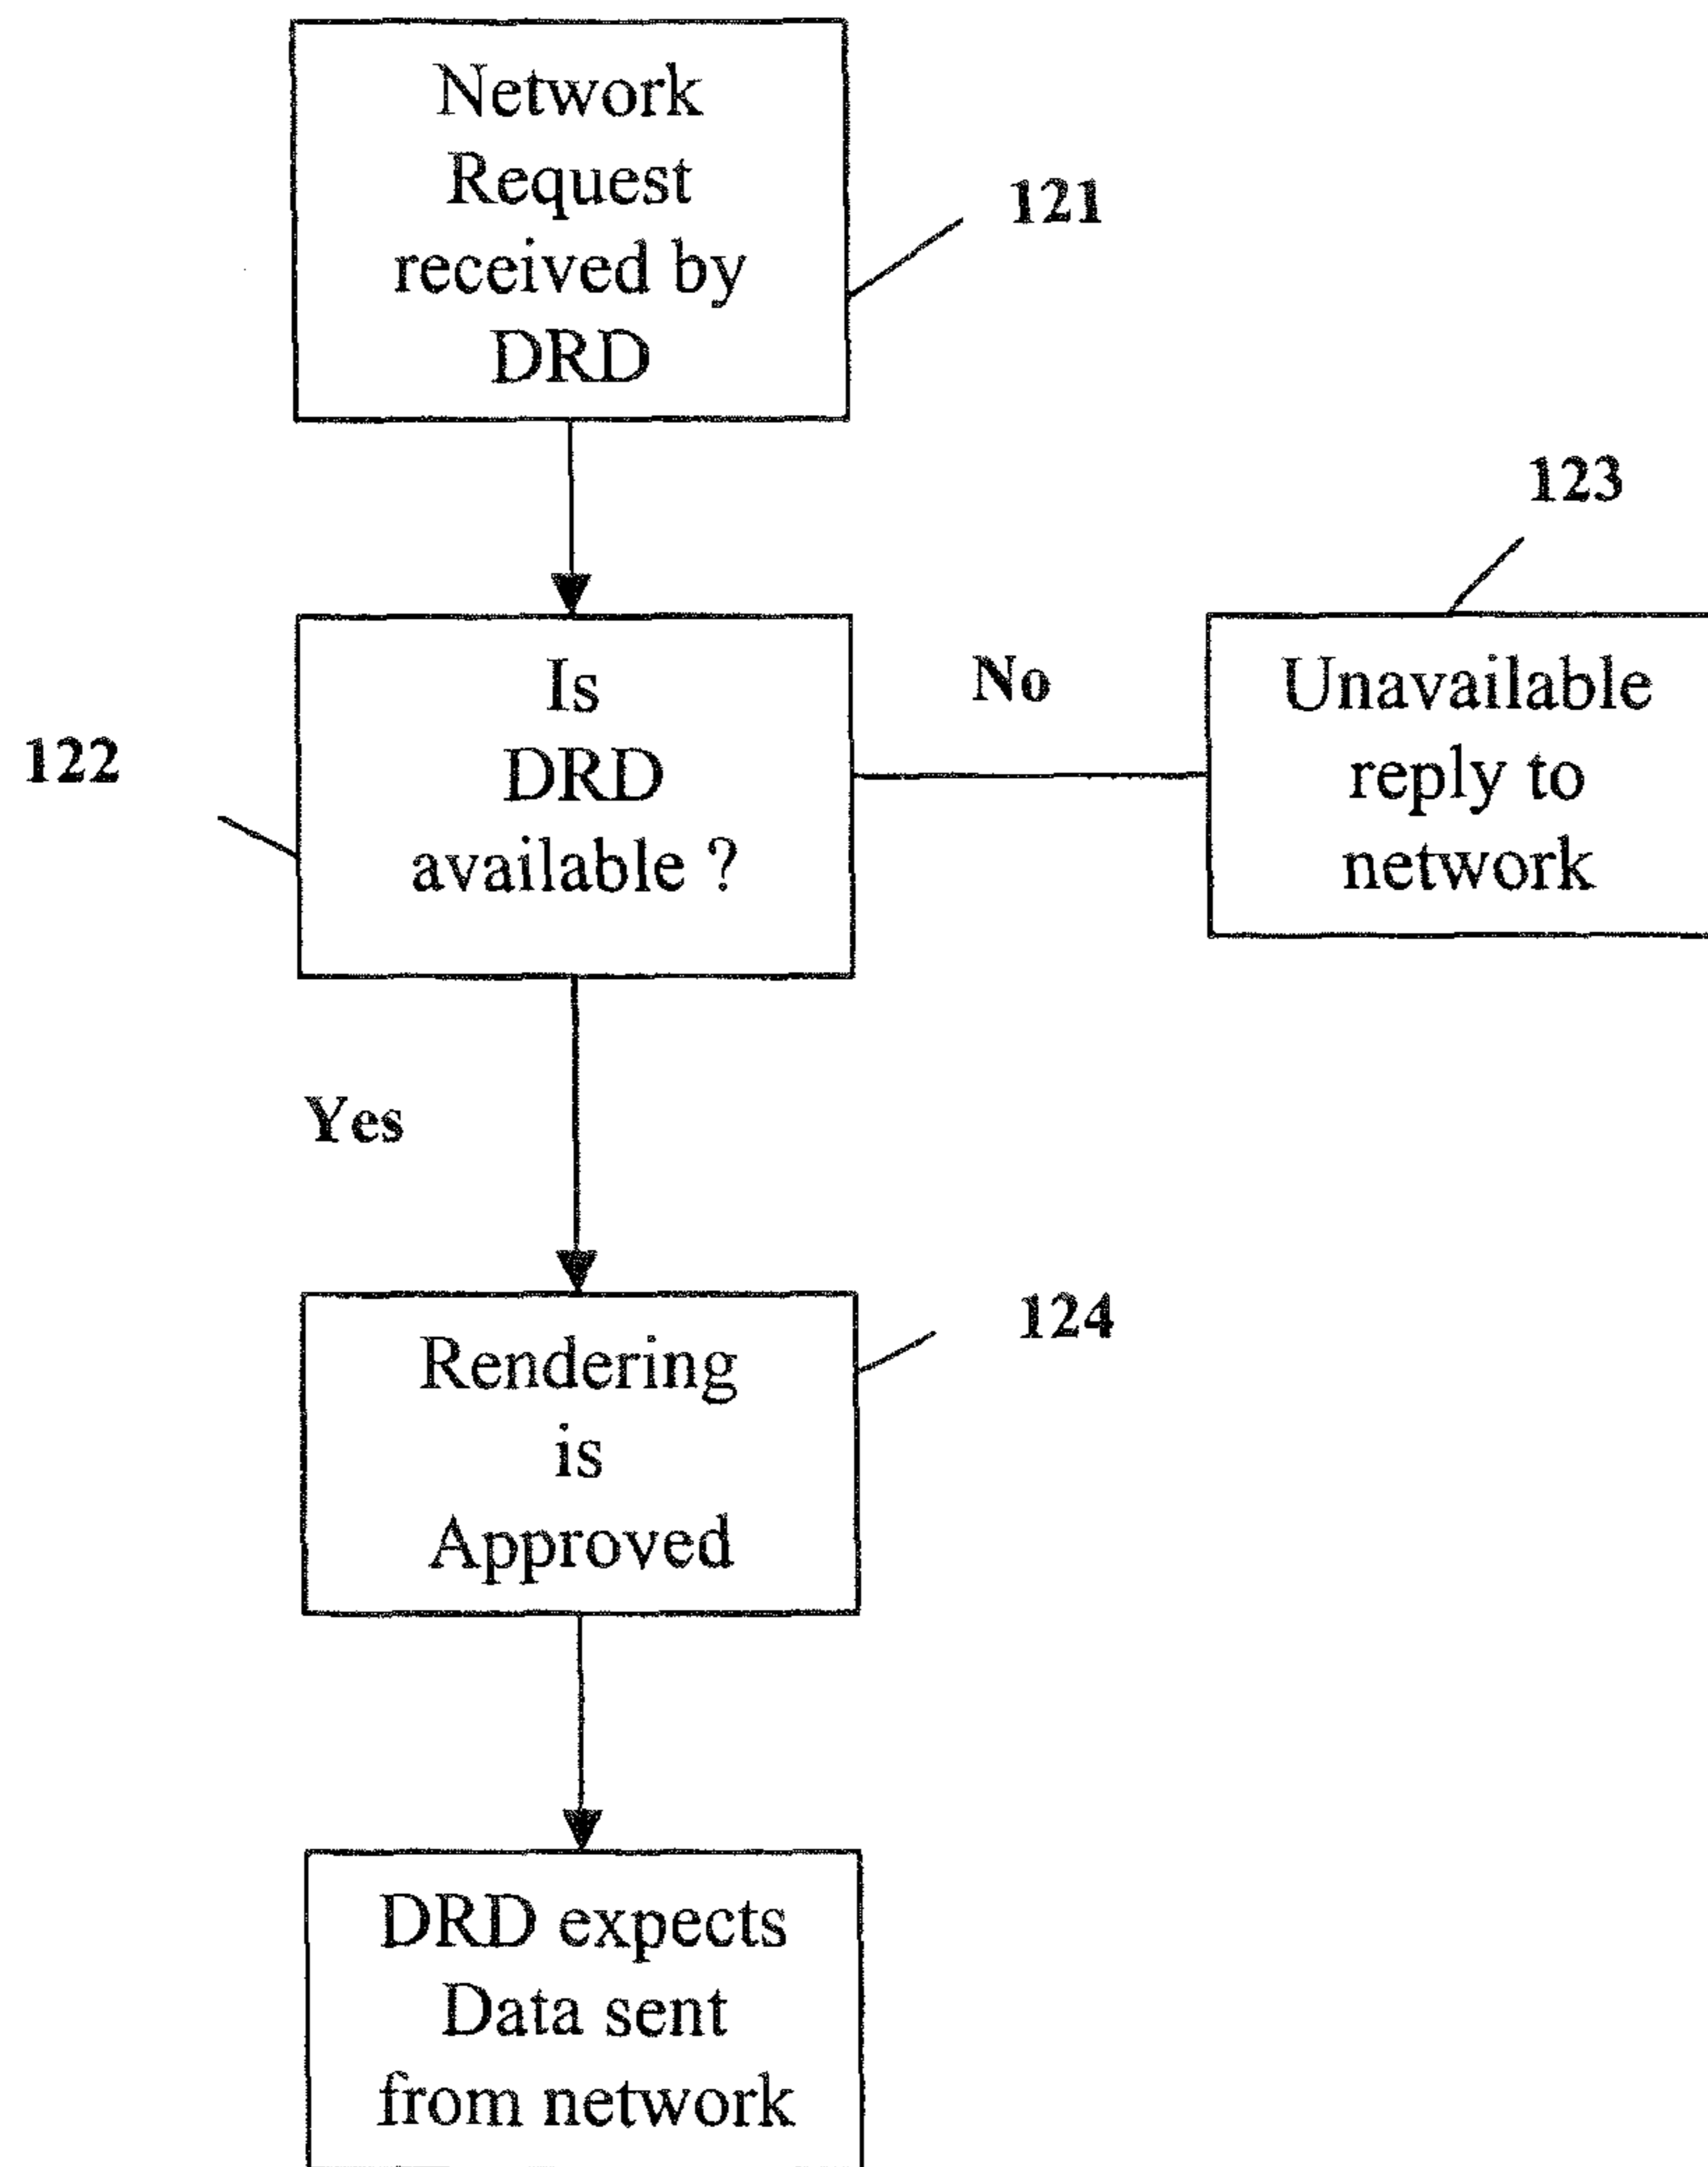 Network
Request
received by
DRD
121
123
Is
DRD
available ?
122
No
Unavailable
reply to
network
Yes
Rendering
is
Approved
124
DRD expects
Data sent
from network